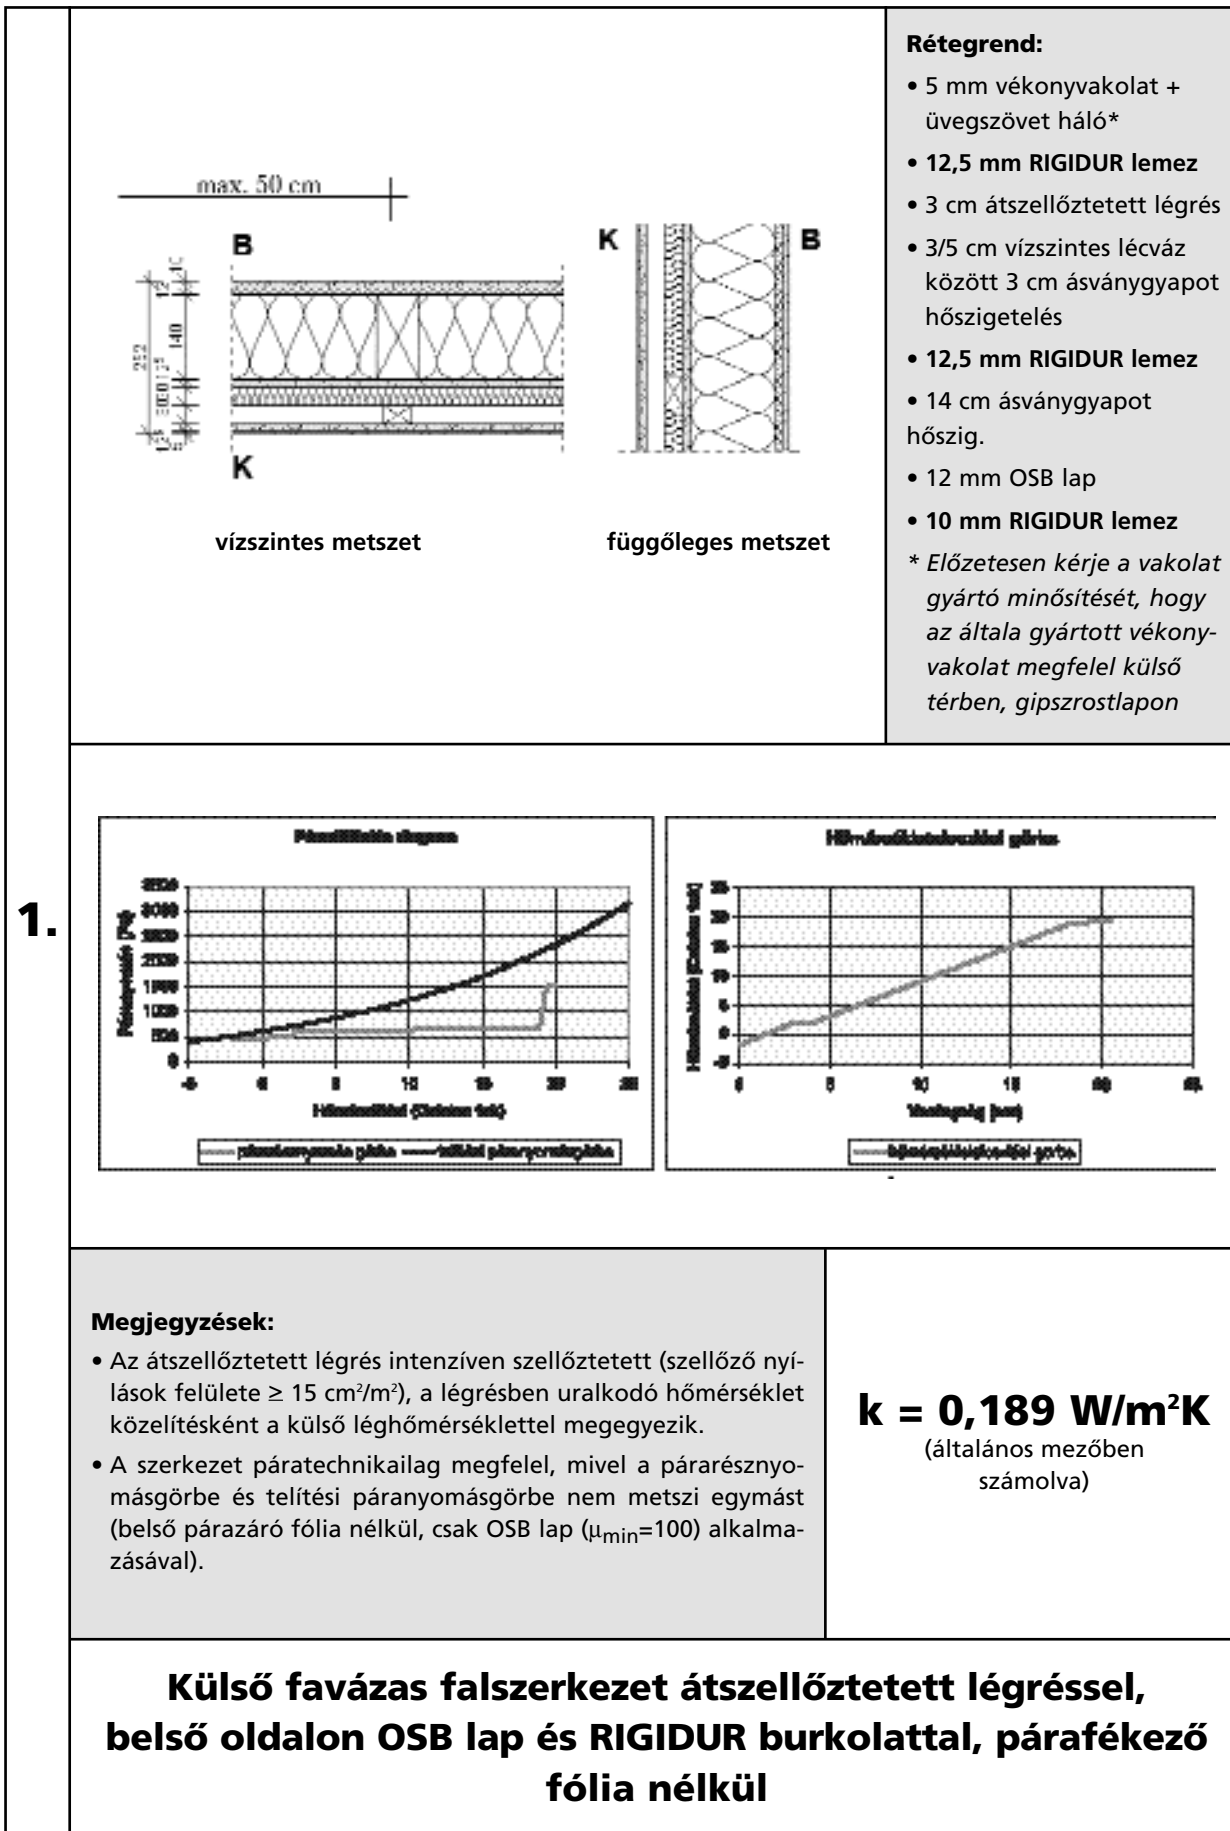 1.
max. 50 cm
B
K
252
140
K
B
vízszintes metszet
függőleges metszet
Rétegrend:
• 5 mm vékonyvakolat +
üvegszövet háló*
• 12,5 mm RIGIDUR lemez
• 3 cm átszellőztetett légrés
• 3/5 cm vízszintes lécváz
között 3 cm ásványgyapot
hőszigetelés
• 12,5 mm RIGIDUR lemez
• 14 cm ásványgyapot
hőszig.
• 12 mm OSB lap
• 10 mm RIGIDUR lemez
* Előzetesen kérje a vakolat
gyártó minősítését, hogy
az általa gyártott vékony-
vakolat megfelel külső
térben, gipszrostlapon
Megjegyzések:
• Az átszellőztetett légrés intenzíven szellőztetett (szellőző nyí-
lások felülete ≥ 15 cm²/m²), a légrésben uralkodó hőmérséklet
közelítésként a külső léghőmérséklettel megegyezik.
• A szerkezet páratechnikailag megfelel, mivel a párarésznyo-
másgörbe és telítési páranyomásgörbe nem metszi egymást
(belső párazáró fólia nélkül, csak OSB lap (μmin=100) alkalma-
zásával).
k = 0,189 W/m²K
(általános mezőben
számolva)
Külső favázas falszerkezet átszellőztetett légréssel,
belső oldalon OSB lap és RIGIDUR burkolattal, párafékező
fólia nélkül